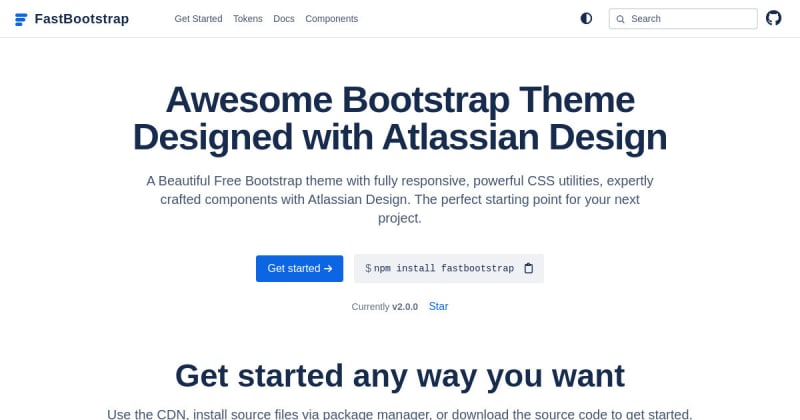 FastBootstrap
Get Started Tokens Docs Components
Search
Awesome Bootstrap Theme
Designed with Atlassian Design
A Beautiful Free Bootstrap theme with fully responsive, powerful CSS utilities, expertly
crafted components with Atlassian Design. The perfect starting point for your next
project.
Get started →
$ npm install fastbootstrap
Currently v2.0.0 Star
Get started any way you want
Use the CDN, install source files via package manager, or download the source code to get started.